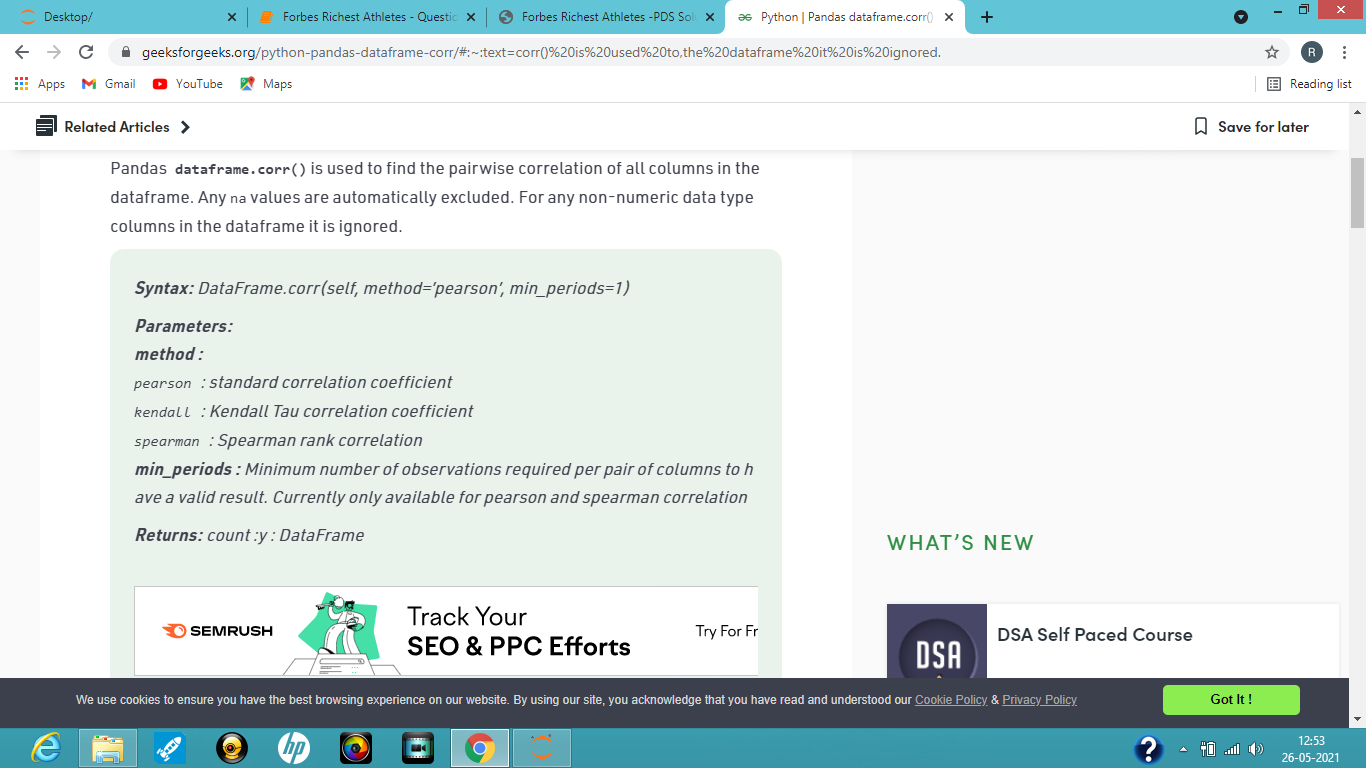 Desktop/
Forbes Richest Athletes - Questic
Forbes Richest Athletes -PDS Solu
Python | Pandas dataframe.corr()
geeksforgeeks.org/python-pandas-dataframe-corr/#:~:text=corr()%20is%20used%20to,the%20dataframe%20it%20is%20ignored.
R
Apps
Gmail
YouTube
Maps
Reading list
Related Articles
Save for later
Pandas dataframe.corr() is used to find the pairwise correlation of all columns in the
dataframe. Any na values are automatically excluded. For any non-numeric data type
columns in the dataframe it is ignored.
Syntax: DataFrame.corr(self, method='pearson', min_periods=1)
Parameters:
method :
pearson : standard correlation coefficient
kendall : Kendall Tau correlation coefficient
spearman : Spearman rank correlation
min_periods : Minimum number of observations required per pair of columns to h
ave a valid result. Currently only available for pearson and spearman correlation
Returns: count :y : DataFrame
SEMRUSH
Track Your
SEO & PPC Efforts
Try For Fr
WHAT'S NEW
DSA
DSA Self Paced Course
We use cookies to ensure you have the best browsing experience on our website. By using our site, you acknowledge that you have read and understood our Cookie Policy & Privacy Policy
Got It !
hp
12:53
26-05-2021